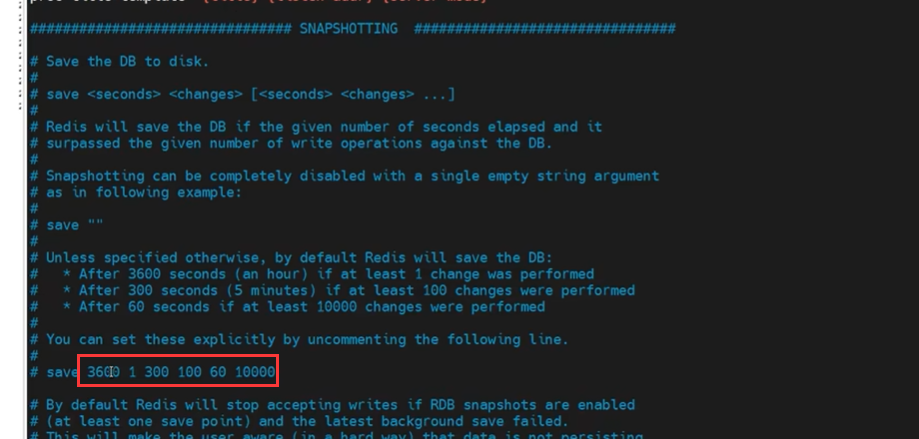 ############################### SNAPSHOTTING ################################
# Save the DB to disk.
#
# save <seconds> <changes> [<seconds> <changes> ...]
#
# Redis will save the DB if the given number of seconds elapsed and it
# surpassed the given number of write operations against the DB.
#
# Snapshotting can be completely disabled with a single empty string argument
# as in following example:
#
# save ""
#
# Unless specified otherwise, by default Redis will save the DB:
#   * After 3600 seconds (an hour) if at least 1 change was performed
#   * After 300 seconds (5 minutes) if at least 100 changes were performed
#   * After 60 seconds if at least 10000 changes were performed
#
# You can set these explicitly by uncommenting the following line.
#
# save 3600 1 300 100 60 10000
# By default Redis will stop accepting writes if RDB snapshots are enabled
# (at least one save point) and the latest background save failed.
# This will make the user aware (in a hard way) that data is not persisting